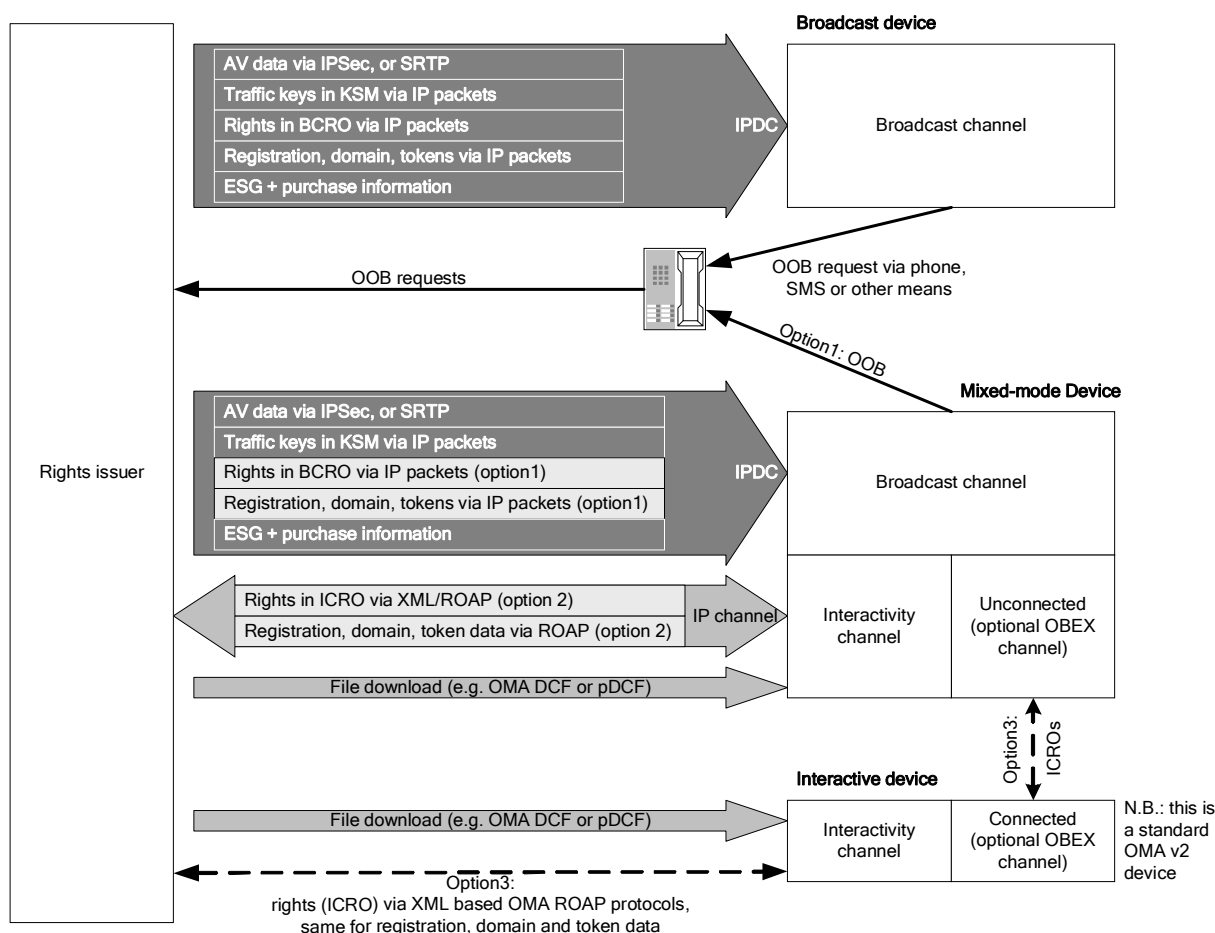 Broadcast device
AV data via IPSec, or SRTP
Traffic keys in KSM via IP packets
Rights in BCRO via IP packets
Registration, domain, tokens via IP packets
ESG + purchase information
IPDC
Broadcast channel
OOB requests
OOB request via phone,
SMS or other means
Option1: OOB
Mixed-mode Device
Rights issuer
AV data via IPSec, or SRTP
Traffic keys in KSM via IP packets
Rights in BCRO via IP packets (option1)
Registration, domain, tokens via IP packets (option1)
ESG + purchase information
IPDC
Broadcast channel
Rights in ICRO via XML/ROAP (option 2)
Registration, domain, token data via ROAP (option 2)
IP channel
Interactivity
channel
Unconnected
(optional OBEX
channel)
File download (e.g. OMA DCF or pDCF)
Option3:
ICROs
Interactive device
File download (e.g. OMA DCF or pDCF)
Interactivity
channel
Connected
(optional OBEX
channel)
N.B.: this is
a standard
OMA v2
device
Option3:
rights (ICRO) via XML based OMA ROAP protocols,
same for registration, domain and token data